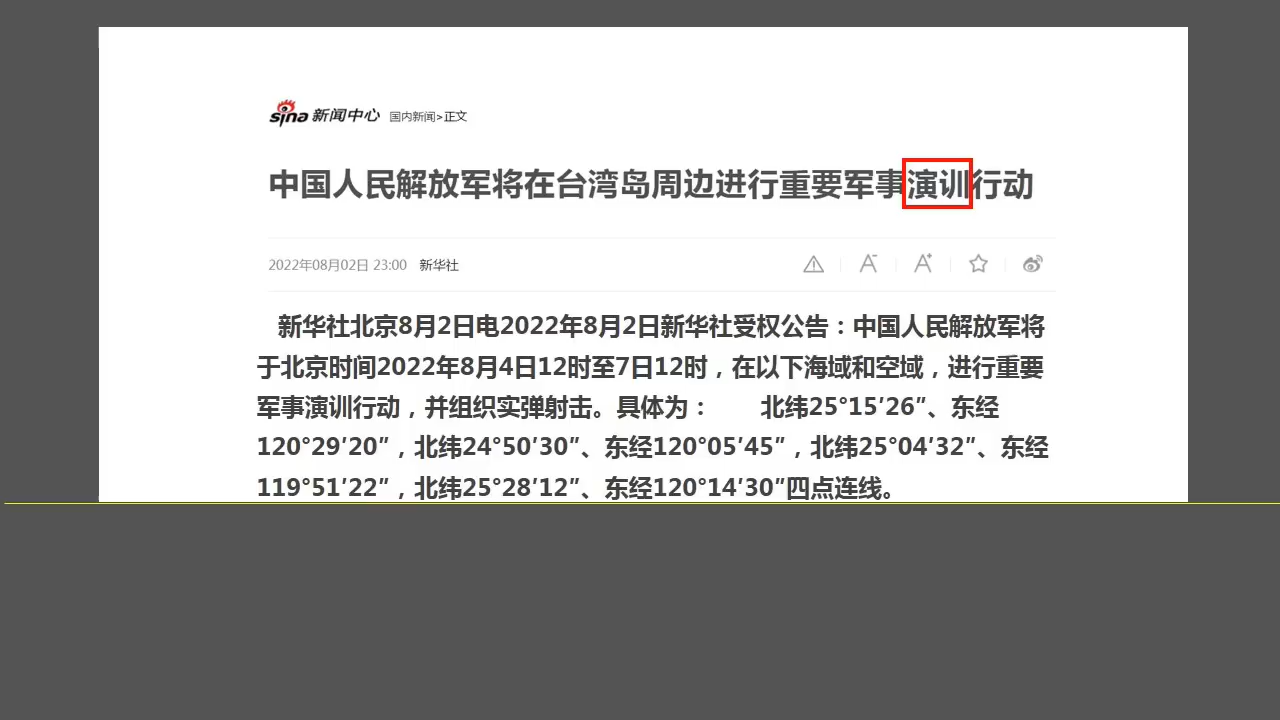 sina 新闻中心 国内新闻>正文
中国人民解放军将在台湾岛周边进行重要军事演训行动
2022年08月02日 23:00 新华社
新华社北京8月2日电2022年8月2日新华社受权公告：中国人民解放军将
于北京时间2022年8月4日12时至7日12时，在以下海域和空域，进行重要
军事演训行动，并组织实弹射击。具体为： 北纬25°15′26″、东经
120°29′20″，北纬24°50′30″、东经120°05′45″，北纬25°04′32″、东经
119°51′22″，北纬25°28′12″、东经120°14′30″四点连线。